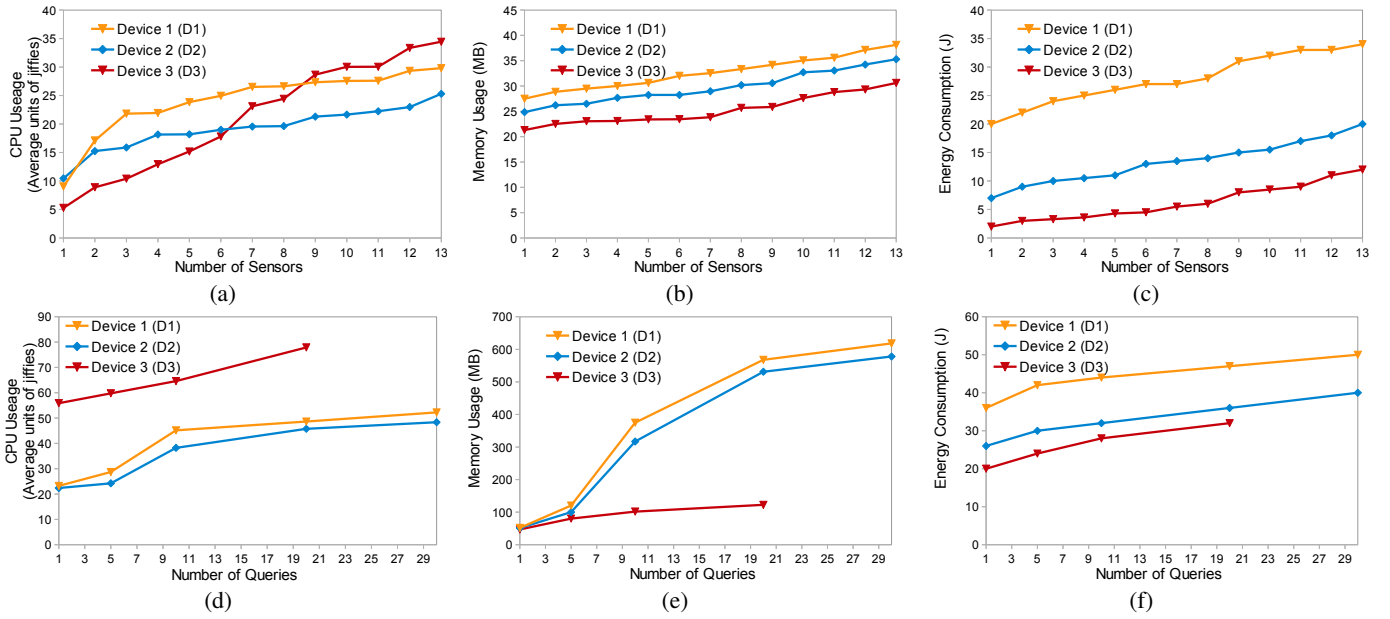 CPU Useage
(Average units of jiffies)
40
35
30
25
20
15
10
5
0
Device 1 (D1)
Device 2 (D2)
Device 3 (D3)
1 2 3 4 5 6 7 8 9 10 11 12 13
Number of Sensors
(a)
Memory Usage (MB)
45
40
35
30
25
20
15
10
5
0
Device 1 (D1)
Device 2 (D2)
Device 3 (D3)
1 2 3 4 5 6 7 8 9 10 11 12 13
Number of Sensors
(b)
Energy Consumption (J)
40
35
30
25
20
15
10
5
0
Device 1 (D1)
Device 2 (D2)
Device 3 (D3)
1 2 3 4 5 6 7 8 9 10 11 12 13
Number of Sensors
(c)
CPU Useage
(Average units of jiffies)
90
80
70
60
50
40
30
20
10
0
Device 1 (D1)
Device 2 (D2)
Device 3 (D3)
1 3 5 7 9 11 13 15 17 19 21 23 25 27 29
Number of Queries
(d)
Memory Usage (MB)
700
600
500
400
300
200
100
0
Device 1 (D1)
Device 2 (D2)
Device 3 (D3)
1 3 5 7 9 11 13 15 17 19 21 23 25 27 29
Number of Queries
(e)
Energy Consumption (J)
60
50
40
30
20
10
0
Device 1 (D1)
Device 2 (D2)
Device 3 (D3)
1 3 5 7 9 11 13 15 17 19 21 23 25 27 29
Number of Queries
(f)